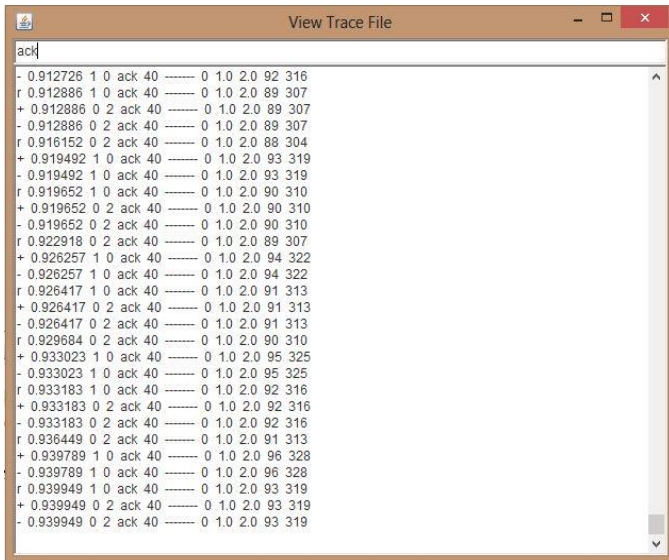 View Trace File
ack
- 0.912726 1 0 ack 40 ------- 0 1.0 2.0 92 316
r 0.912886 1 0 ack 40 ------- 0 1.0 2.0 89 307
+ 0.912886 0 2 ack 40 ------- 0 1.0 2.0 89 307
- 0.912886 0 2 ack 40 ------- 0 1.0 2.0 89 307
r 0.916152 0 2 ack 40 ------- 0 1.0 2.0 88 304
+ 0.919492 1 0 ack 40 ------- 0 1.0 2.0 93 319
- 0.919492 1 0 ack 40 ------- 0 1.0 2.0 93 319
r 0.919652 1 0 ack 40 ------- 0 1.0 2.0 90 310
+ 0.919652 0 2 ack 40 ------- 0 1.0 2.0 90 310
- 0.919652 0 2 ack 40 ------- 0 1.0 2.0 90 310
r 0.922918 0 2 ack 40 ------- 0 1.0 2.0 89 307
+ 0.926257 1 0 ack 40 ------- 0 1.0 2.0 94 322
- 0.926257 1 0 ack 40 ------- 0 1.0 2.0 94 322
r 0.926417 1 0 ack 40 ------- 0 1.0 2.0 91 313
+ 0.926417 0 2 ack 40 ------- 0 1.0 2.0 91 313
- 0.926417 0 2 ack 40 ------- 0 1.0 2.0 91 313
r 0.929684 0 2 ack 40 ------- 0 1.0 2.0 90 310
+ 0.933023 1 0 ack 40 ------- 0 1.0 2.0 95 325
- 0.933023 1 0 ack 40 ------- 0 1.0 2.0 95 325
r 0.933183 1 0 ack 40 ------- 0 1.0 2.0 92 316
+ 0.933183 0 2 ack 40 ------- 0 1.0 2.0 92 316
- 0.933183 0 2 ack 40 ------- 0 1.0 2.0 92 316
r 0.936449 0 2 ack 40 ------- 0 1.0 2.0 91 313
+ 0.939789 1 0 ack 40 ------- 0 1.0 2.0 96 328
- 0.939789 1 0 ack 40 ------- 0 1.0 2.0 96 328
r 0.939949 1 0 ack 40 ------- 0 1.0 2.0 93 319
+ 0.939949 0 2 ack 40 ------- 0 1.0 2.0 93 319
- 0.939949 0 2 ack 40 ------- 0 1.0 2.0 93 319